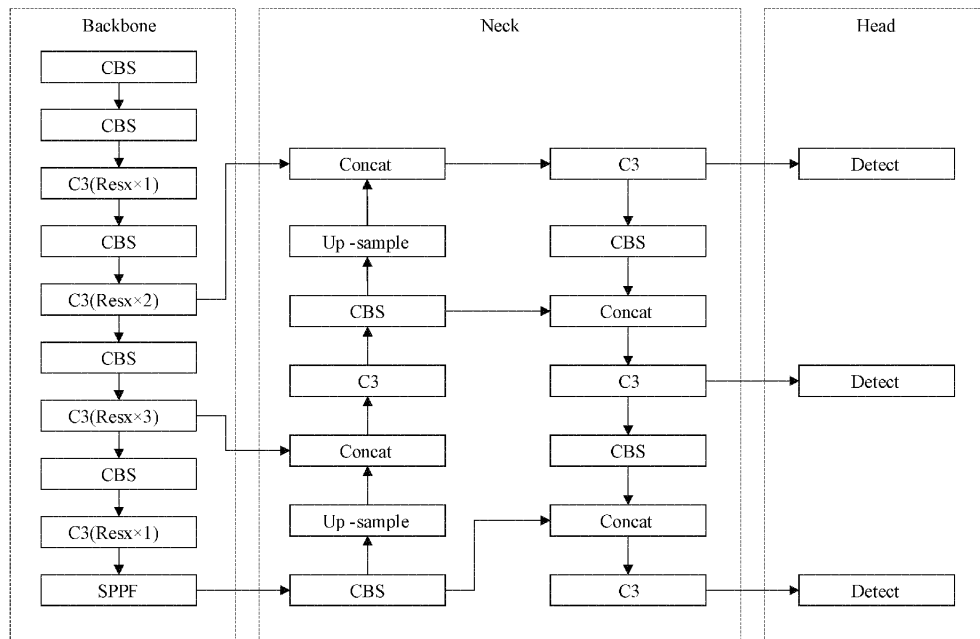 Backbone
CBS
CBS
C3(Resx×1)
CBS
C3(Resx×2)
CBS
C3(Resx×3)
CBS
C3(Resx×1)
SPPF
Neck
Concat
Up -sample
CBS
C3
Concat
Up -sample
CBS
C3
CBS
Concat
C3
CBS
Concat
C3
Head
Detect
Detect
Detect